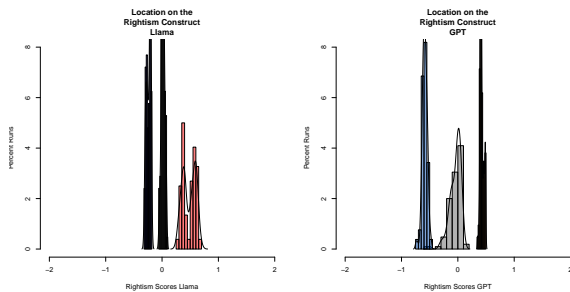 Location on the
Rightism Construct
Llama
Percent Runs
8
6
4
2
0
−2
−1
0
1
2
Rightism Scores Llama
Location on the
Rightism Construct
GPT
Percent Runs
8
6
4
2
0
−2
−1
0
1
2
Rightism Scores GPT